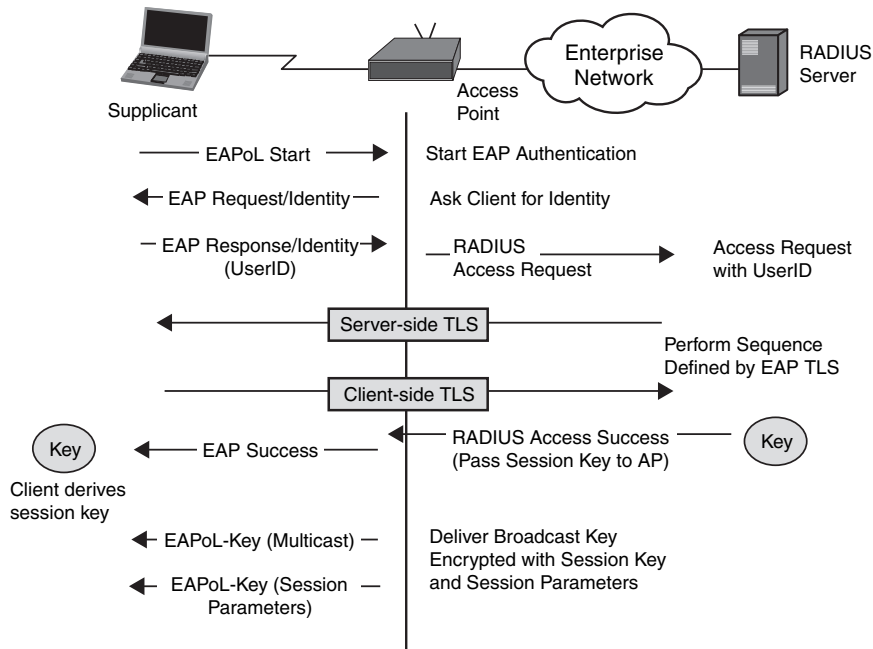 Enterprise
Network
RADIUS
Server
Supplicant
Access
Point
EAPoL Start
Start EAP Authentication
EAP Request/Identity
Ask Client for Identity
EAP Response/Identity
(UserID)
RADIUS
Access Request
Access Request
with UserID
Server-side TLS
Perform Sequence
Defined by EAP TLS
Client-side TLS
Key
EAP Success
RADIUS Access Success
(Pass Session Key to AP)
Key
Client derives
session key
EAPoL-Key (Multicast)
Deliver Broadcast Key
Encrypted with Session Key
and Session Parameters
EAPoL-Key (Session
Parameters)